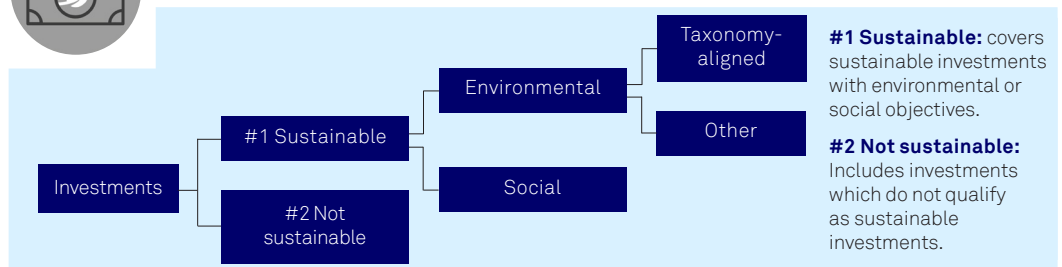 Taxonomy-
aligned
Environmental
Other
#1 Sustainable
Social
Investments
#2 Not
sustainable
#1 Sustainable: covers
sustainable investments
with environmental or
social objectives.
#2 Not sustainable:
Includes investments
which do not qualify
as sustainable
investments.